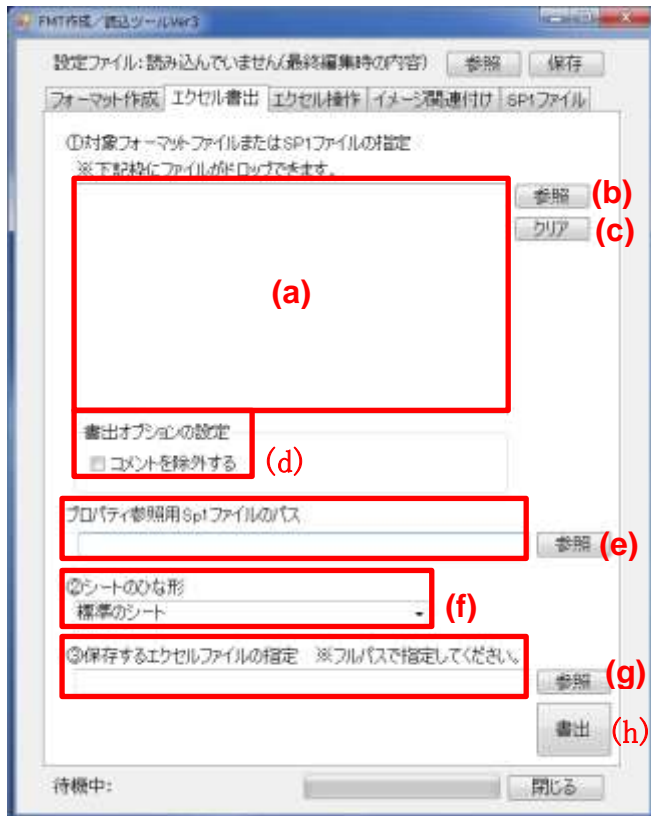 FMT作成／読込ツールVer3
設定ファイル：読み込んでいません(最終編集時の内容) 参照 保存
フォーマット作成 エクセル書出 エクセル操作 イメージ関連付け SP1ファイル
①対象フォーマットファイルまたはSP1ファイルの指定
※下記枠にファイルがドロップできます。
参照 (b)
クリア (c)
(a)
書出オプションの設定
コメントを除外する (d)
プロパティ参照用Sp1ファイルのパス
参照 (e)
②シートのひな形
標準のシート (f)
③保存するエクセルファイルの指定 ※フルパスで指定してください。
参照 (g)
書出 (h)
待機中： 閉じる